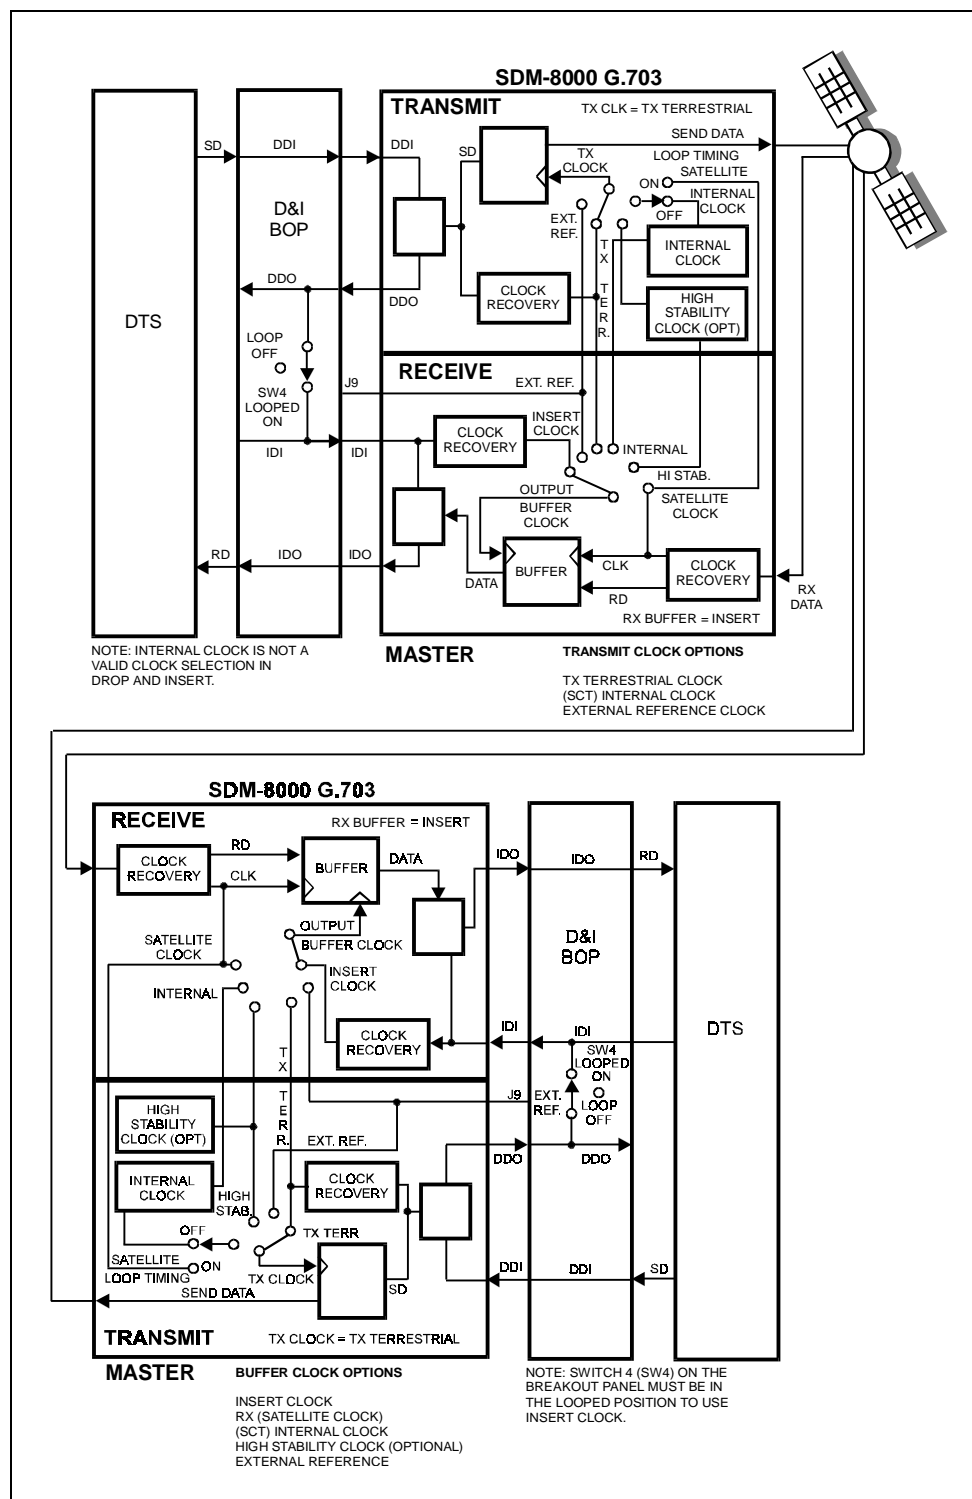 SDM-8000 G.703
TRANSMIT
TX CLK = TX TERRESTRIAL
SEND DATA
SD
DDI
DDI
SD
TX
CLOCK
LOOP TIMING
SATELLITE
ON
INTERNAL
CLOCK
OFF
EXT.
REF.
D&I
BOP
TX
TERR.
INTERNAL
CLOCK
DDO
DDO
CLOCK
RECOVERY
HIGH
STABILITY
CLOCK (OPT)
DTS
LOOP
OFF
SW4
LOOPED
ON
J9
RECEIVE
EXT. REF.
INSERT
CLOCK
CLOCK
RECOVERY
INTERNAL
IDI
IDI
HI STAB.
OUTPUT
BUFFER
CLOCK
SATELLITE
CLOCK
RD
IDO
IDO
DATA
BUFFER
CLK
RD
CLOCK
RECOVERY
RX
DATA
RX BUFFER = INSERT
NOTE: INTERNAL CLOCK IS NOT A
VALID CLOCK SELECTION IN
DROP AND INSERT.
MASTER
TRANSMIT CLOCK OPTIONS
TX TERRESTRIAL CLOCK
(SCT) INTERNAL CLOCK
EXTERNAL REFERENCE CLOCK
SDM-8000 G.703
RECEIVE
RX BUFFER = INSERT
CLOCK
RECOVERY
RD
CLK
BUFFER
DATA
IDO
IDO
RD
OUTPUT
BUFFER CLOCK
SATELLITE
CLOCK
INSERT
CLOCK
D&I
BOP
INTERNAL
CLOCK
RECOVERY
IDI
IDI
DTS
TX
TERR.
SW4
LOOPED
ON
LOOP
OFF
J9
EXT.
REF.
HIGH
STABILITY
CLOCK (OPT)
EXT. REF.
DDO
DDO
INTERNAL
CLOCK
HIGH
STAB.
CLOCK
RECOVERY
OFF
TX TERR
SATELLITE
LOOP TIMING
ON
TX CLOCK
SD
DDI
DDI
SD
SEND DATA
TRANSMIT
TX CLOCK = TX TERRESTRIAL
MASTER
BUFFER CLOCK OPTIONS
INSERT CLOCK
RX (SATELLITE CLOCK)
(SCT) INTERNAL CLOCK
HIGH STABILITY CLOCK (OPTIONAL)
EXTERNAL REFERENCE
NOTE: SWITCH 4 (SW4) ON THE
BREAKOUT PANEL MUST BE IN
THE LOOPED POSITION TO USE
INSERT CLOCK.